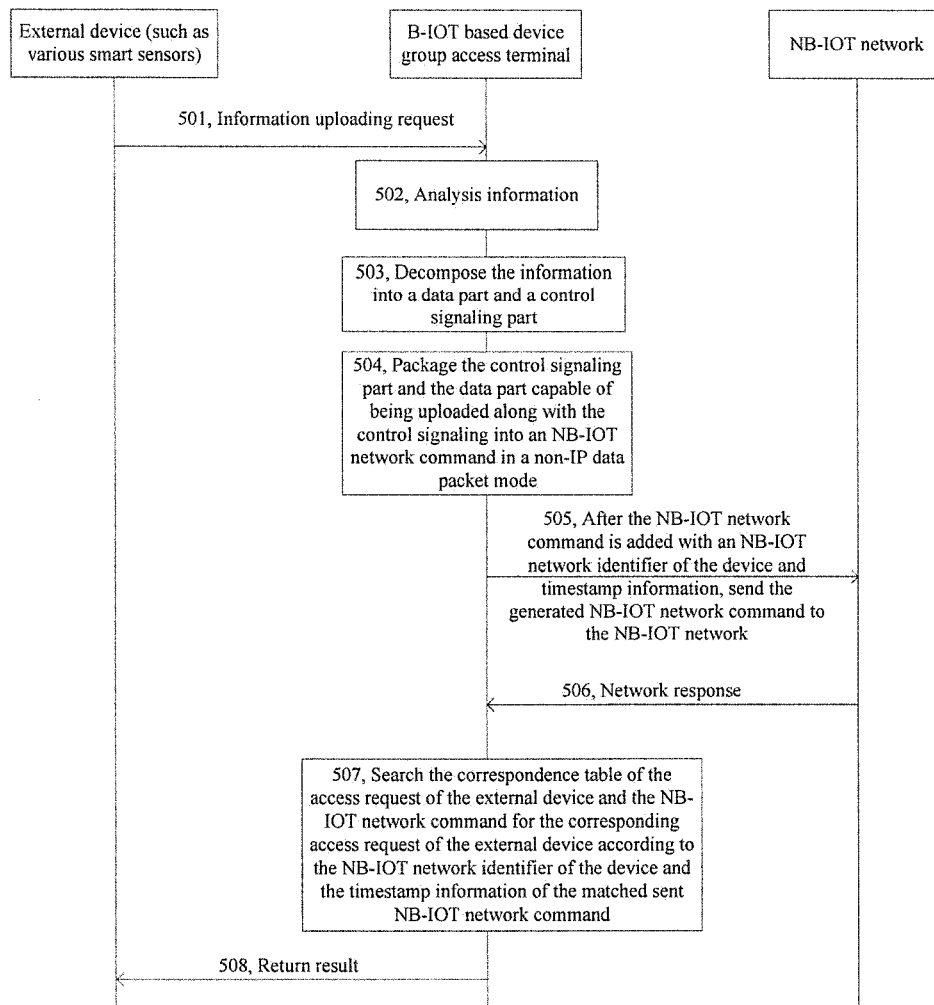 External device (such as
various smart sensors)
B-IOT based device
group access terminal
NB-IOT network
501, Information uploading request
502, Analysis information
503, Decompose the information
into a data part and a control
signaling part
504, Package the control signaling
part and the data part capable of
being uploaded along with the
control signaling into an NB-IOT
network command in a non-IP data
packet mode
505, After the NB-IOT network
command is added with an NB-IOT
network identifier of the device and
timestamp information, send the
generated NB-IOT network command to
the NB-IOT network
506, Network response
507, Search the correspondence table of the
access request of the external device and the NB-
IOT network command for the corresponding
access request of the external device according to
the NB-IOT network identifier of the device and
the timestamp information of the matched sent
NB-IOT network command
508, Return result